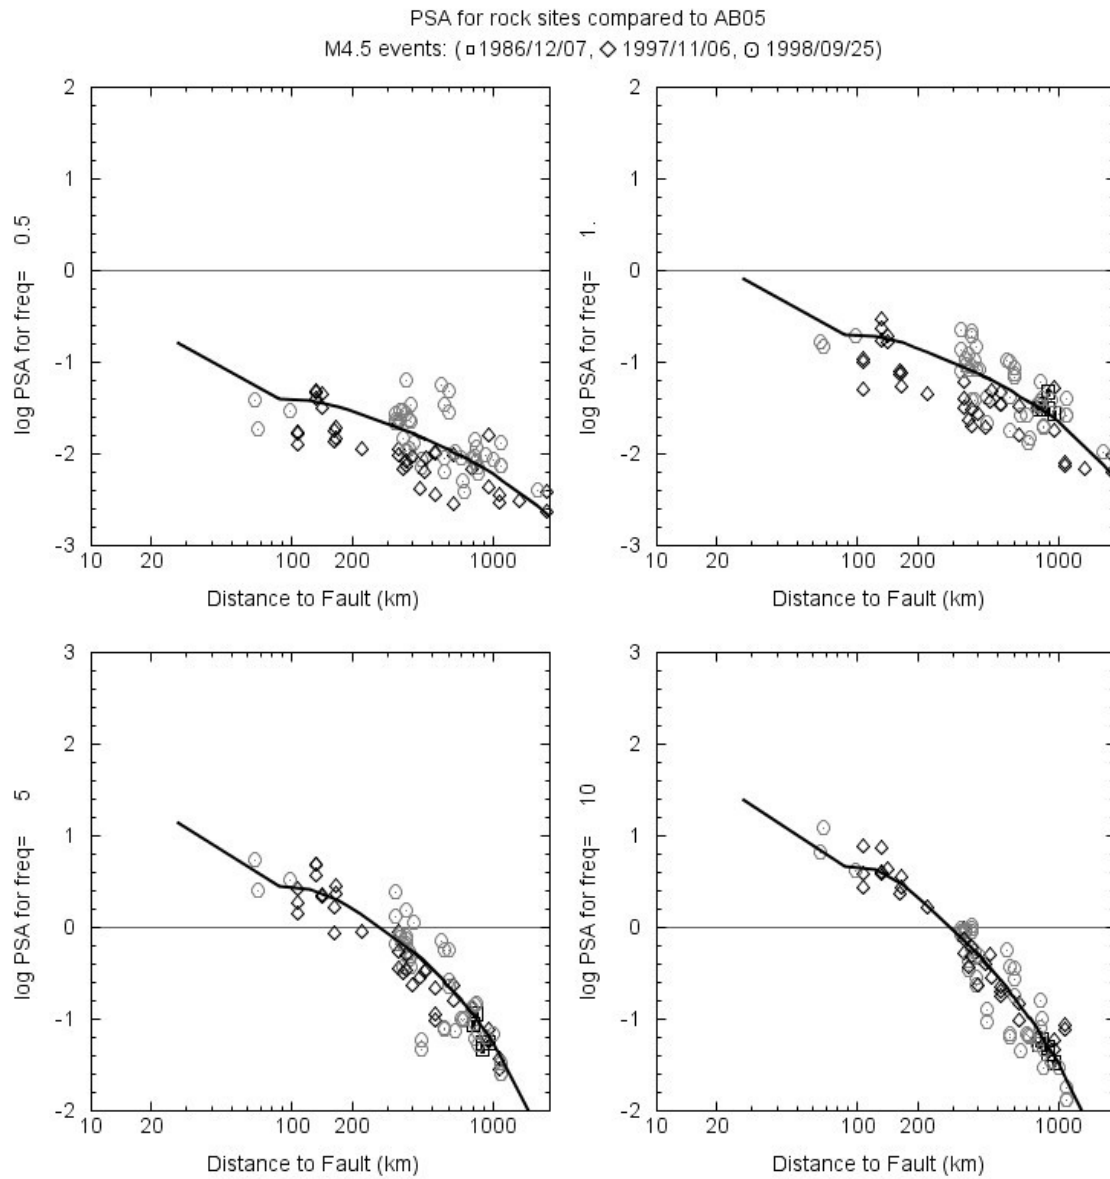 PSA for rock sites compared to AB05
M4.5 events: (▫1986/12/07, ◇ 1997/11/06, ⊙ 1998/09/25)
2
1
0
-1
-2
-3
log PSA for freq= 0.5
10 20 100 200 1000
Distance to Fault (km)
2
1
0
-1
-2
-3
log PSA for freq= 1.
10 20 100 200 1000
Distance to Fault (km)
3
2
1
0
-1
-2
log PSA for freq= 5
10 20 100 200 1000
Distance to Fault (km)
3
2
1
0
-1
-2
log PSA for freq= 10
10 20 100 200 1000
Distance to Fault (km)